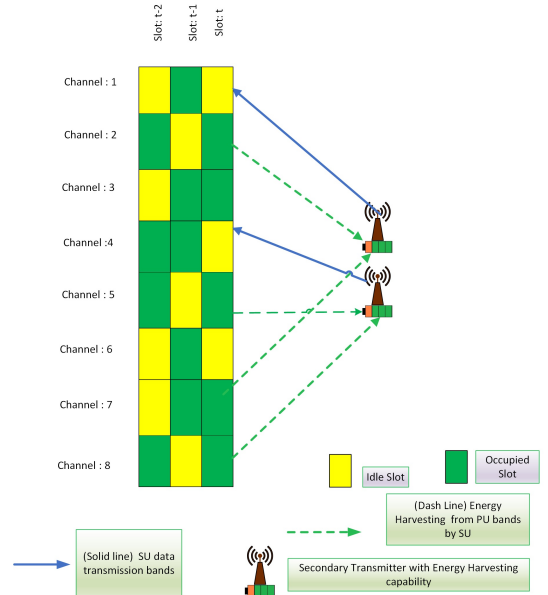 Slot: t-2
Slot: t-1
Slot: t
Channel : 1
Channel : 2
Channel : 3
Channel :4
Channel : 5
Channel : 6
Channel : 7
Channel : 8
Idle Slot
Occupied
Slot
(Dash Line) Energy
Harvesting from PU bands
by SU
(Solid line) SU data
transmission bands
Secondary Transmitter with Energy Harvesting
capability